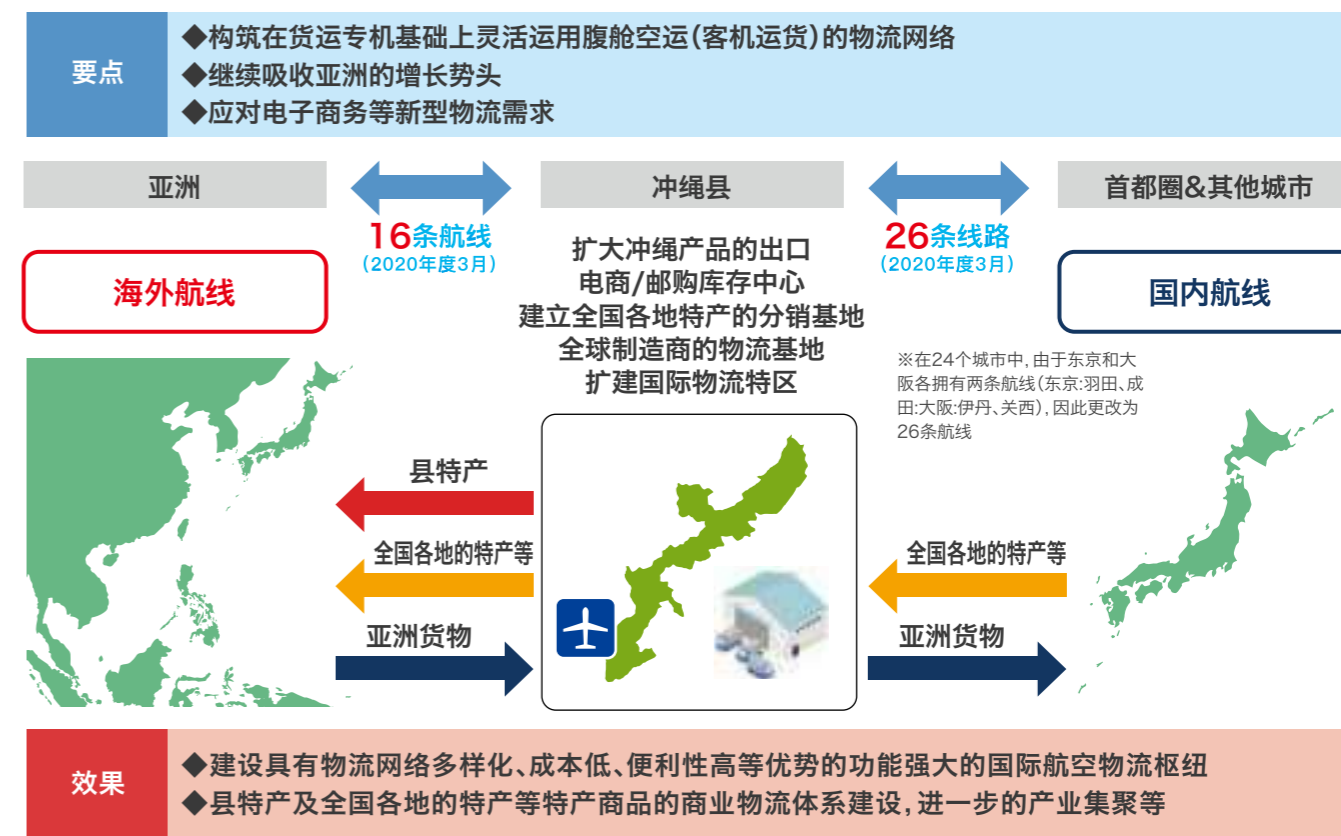 要点
◆构筑在货运专机基础上灵活运用腹舱空运(客机运货)的物流网络
◆继续吸收亚洲的增长势头
◆应对电子商务等新型物流需求
亚洲
冲绳县
首都圈&其他城市
16条航线
(2020年度3月)
26条线路
(2020年度3月)
海外航线
扩大冲绳产品的出口
电商/邮购库存中心
建立全国各地特产的分销基地
全球制造商的物流基地
扩建国际物流特区
国内航线
※在24个城市中,由于东京和大
阪各拥有两条航线(东京:羽田、成
田:大阪:伊丹、关西),因此更改为
26条航线
县特产
全国各地的特产等
亚洲货物
全国各地的特产等
亚洲货物
效果
◆建设具有物流网络多样化、成本低、便利性高等优势的功能强大的国际航空物流枢纽
◆县特产及全国各地的特产等特产商品的商业物流体系建设,进一步的产业集聚等